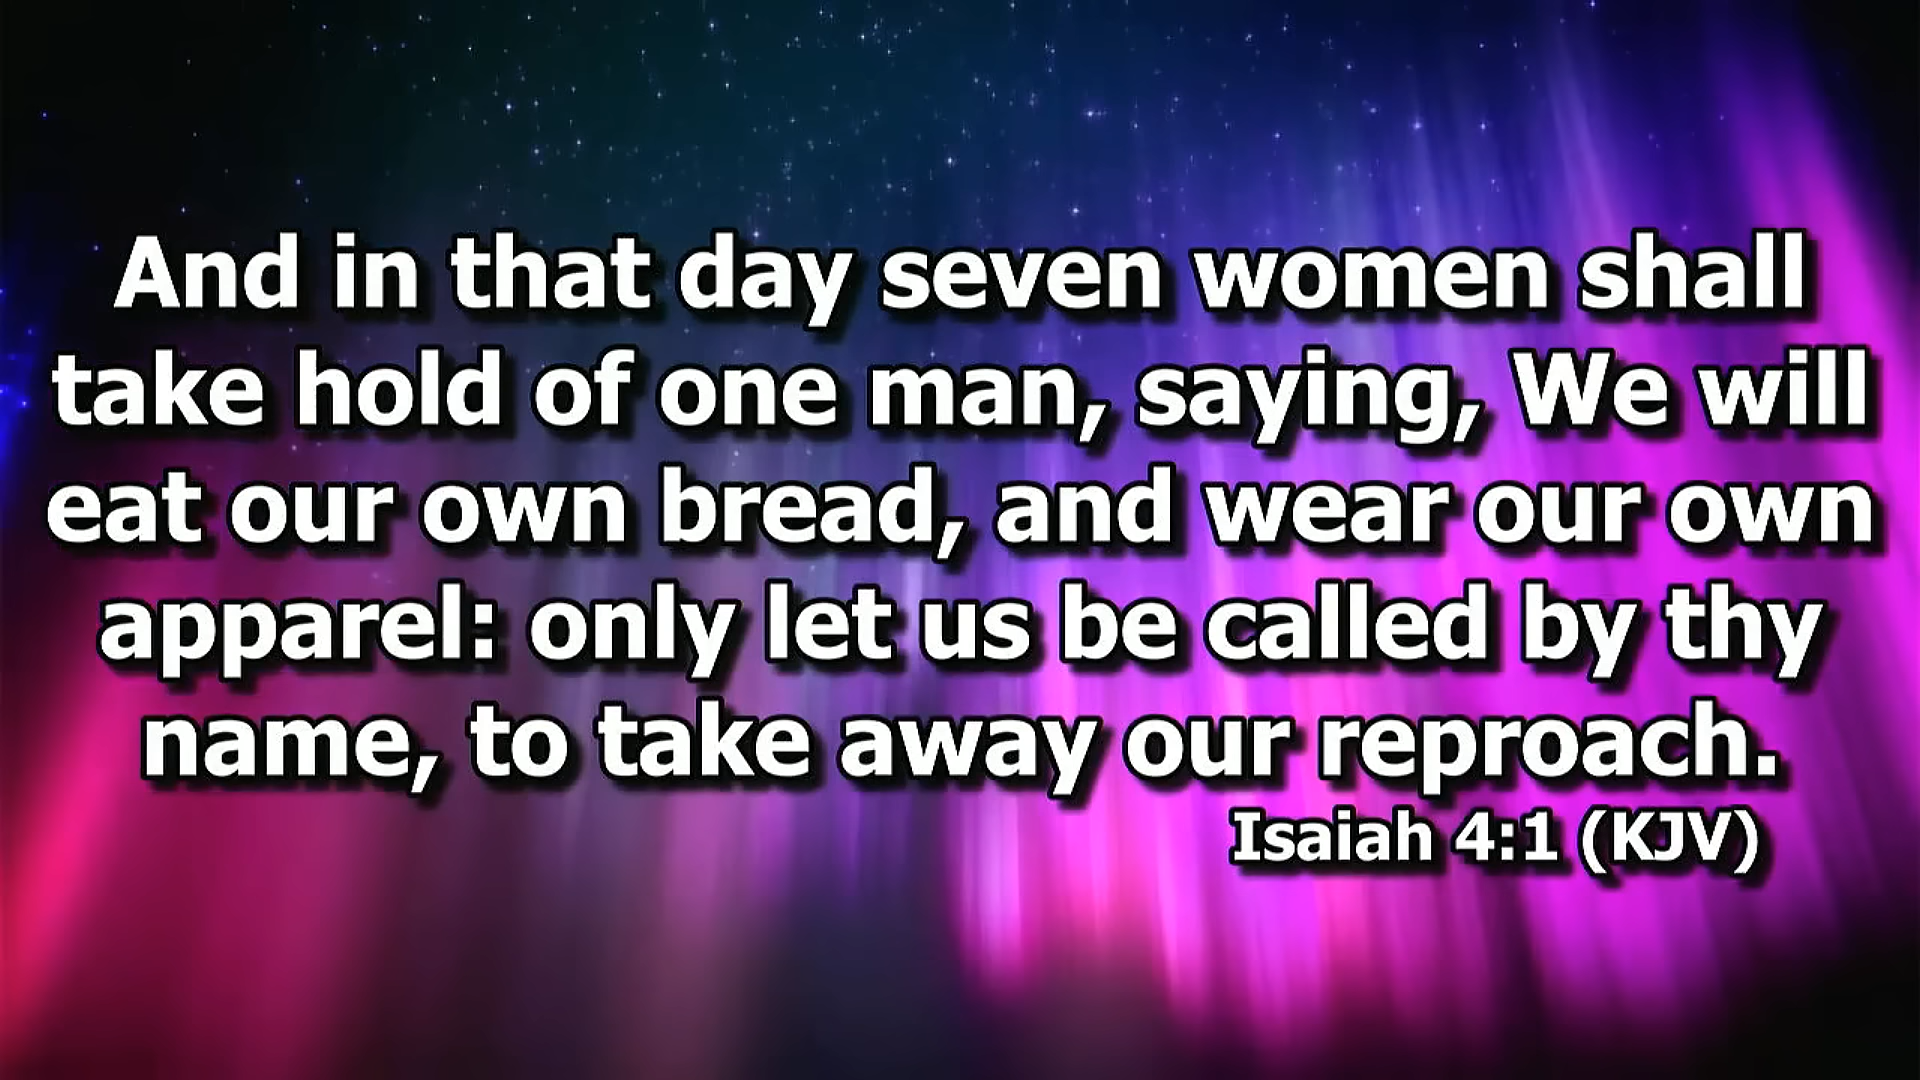 And in that day seven women shall
take hold of one man, saying, We will
eat our own bread, and wear our own
apparel: only let us be called by thy
name, to take away our reproach.
Isaiah 4:1 (KJV)